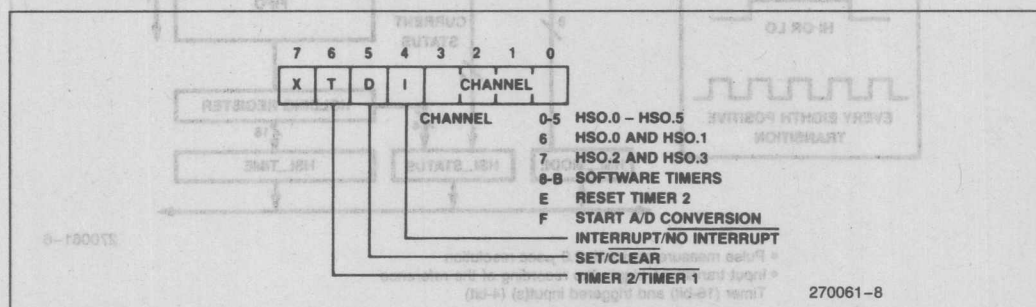 7 6 5 4 3 2 1 0
X T D I CHANNEL
CHANNEL 0-5 HSO.0 – HSO.5
6 HSO.0 AND HSO.1
7 HSO.2 AND HSO.3
8-B SOFTWARE TIMERS
E RESET TIMER 2
F START A/D CONVERSION
INTERRUPT/NO INTERRUPT
SET/CLEAR
TIMER 2/TIMER 1
270061–8
HI OR LO
CURRENT
STATUS
EVERY EIGHTH POSITIVE
TRANSITION
HOLDING REGISTER
HSI_TIME
HSI_STATUS
270061-6